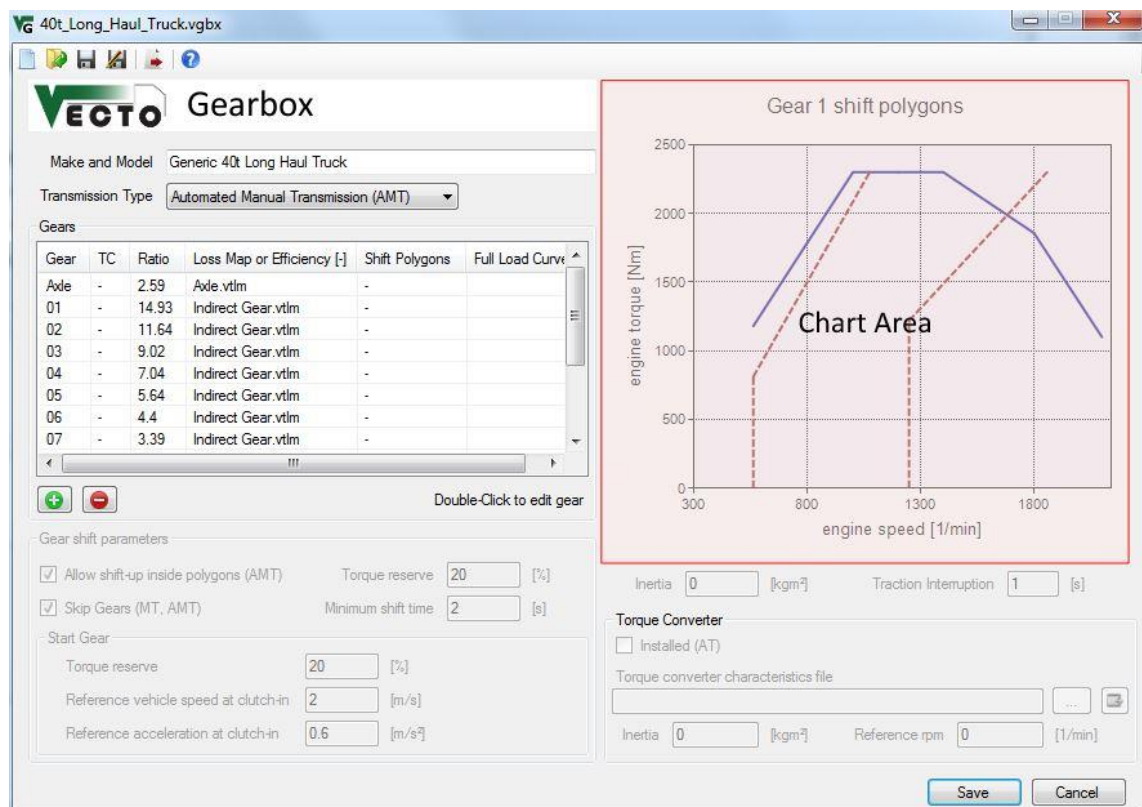 40t_Long_Haul_Truck.vgbx
VECTO Gearbox
Make and Model Generic 40t Long Haul Truck
Transmission Type Automated Manual Transmission (AMT)
Gears
Gear TC Ratio Loss Map or Efficiency [-] Shift Polygons Full Load Curve
Axle - 2.59 Axle.vtlm -
01 - 14.93 Indirect Gear.vtlm -
02 - 11.64 Indirect Gear.vtlm -
03 - 9.02 Indirect Gear.vtlm -
04 - 7.04 Indirect Gear.vtlm -
05 - 5.64 Indirect Gear.vtlm -
06 - 4.4 Indirect Gear.vtlm -
07 - 3.39 Indirect Gear.vtlm -
Double-Click to edit gear
Gear shift parameters
Allow shift-up inside polygons (AMT) Torque reserve 20 [%]
Skip Gears (MT, AMT) Minimum shift time 2 [s]
Start Gear
Torque reserve 20 [%]
Reference vehicle speed at clutch-in 2 [m/s]
Reference acceleration at clutch-in 0.6 [m/s²]
Gear 1 shift polygons
2500
2000
1500
1000
500
0
engine torque [Nm]
Chart Area
300 800 1300 1800
engine speed [1/min]
Inertia 0 [kgm²] Traction Interruption 1 [s]
Torque Converter
Installed (AT)
Torque converter characteristics file
...
Inertia 0 [kgm²] Reference rpm 0 [1/min]
Save Cancel